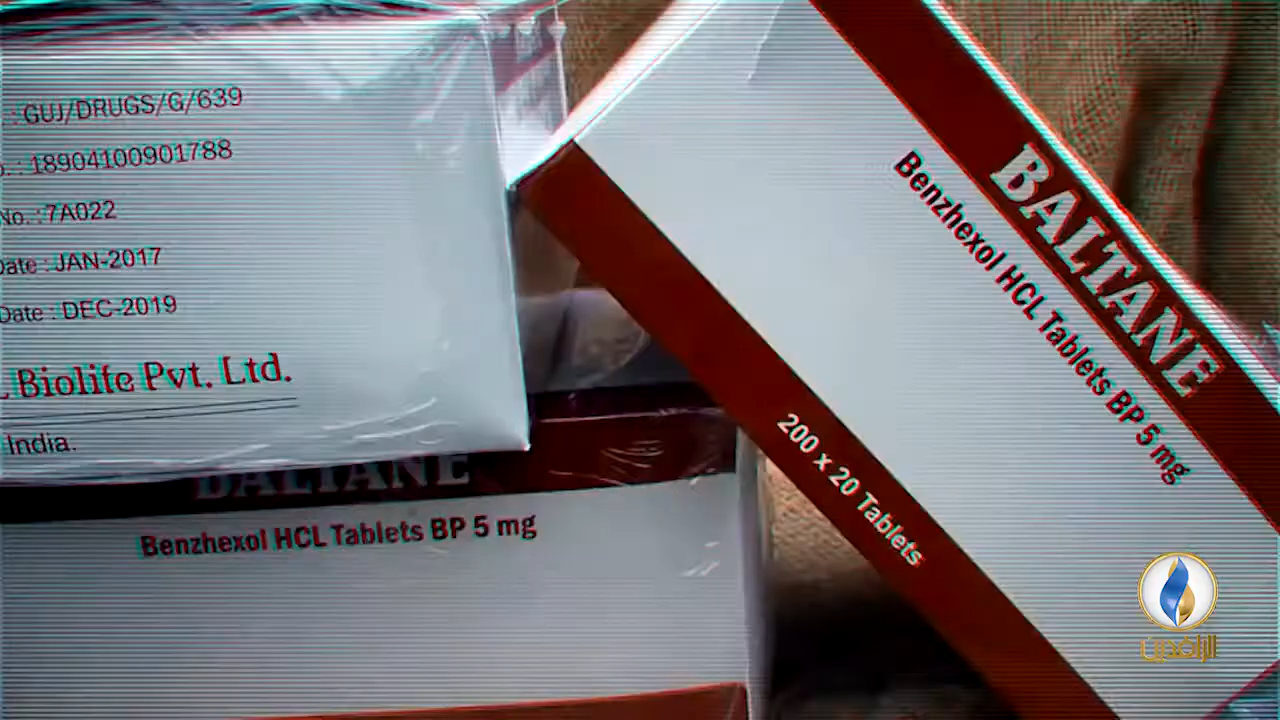 : GUJ/DRUGS/G/639
o. : 18904100901788
No. : 7A022
Date : JAN-2017
Date : DEC-2019
L Biolife Pvt. Ltd.
India.
BALTANE
Benzhexol HCL Tablets BP 5 mg
BALTANE
Benzhexol HCL Tablets BP 5 mg
200 x 20 Tablets
الرافدين